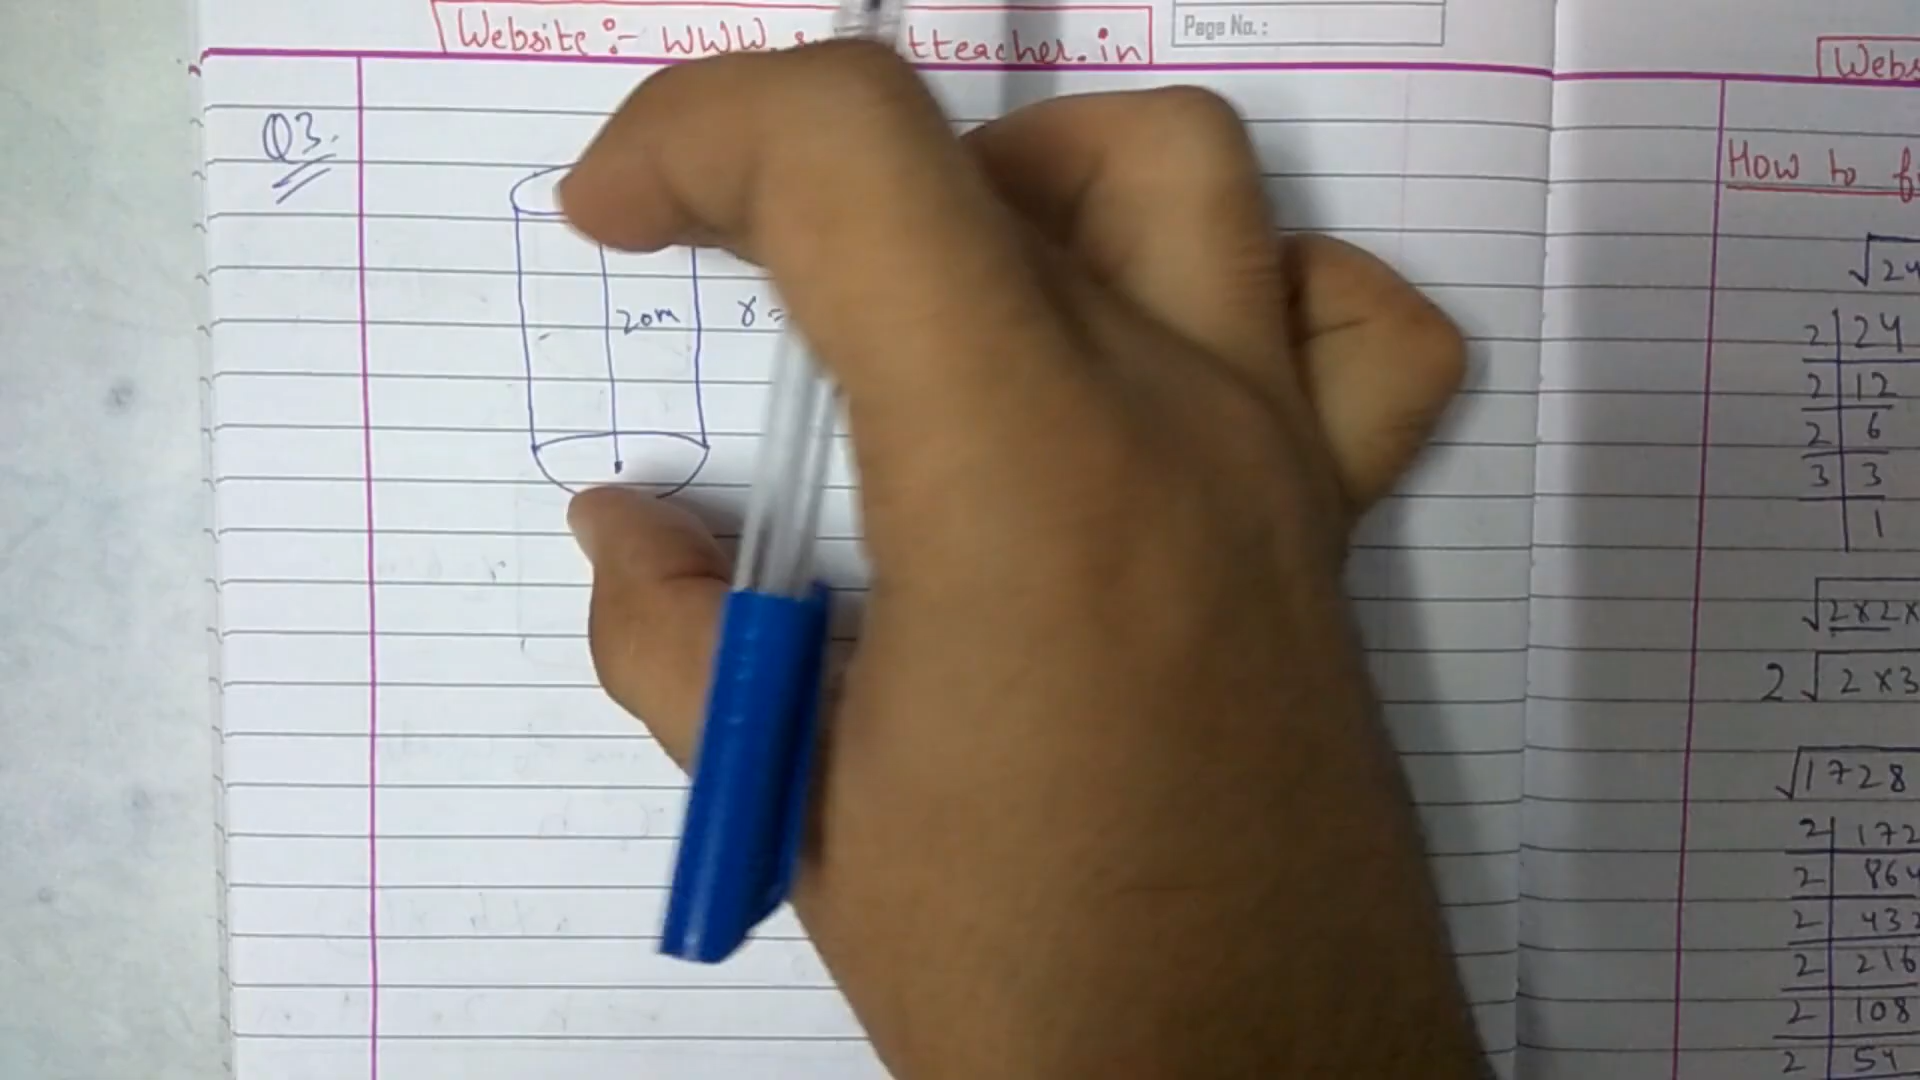 Website :- www. tteacher.in
Page No. :
Q3.
20m
r =
How to
√24
2 | 24
2 | 12
2 | 6
3 | 3
1
√2×2×
2 √2×3
√1728
2 | 172
2 | 864
2 | 432
2 | 216
2 | 108
2 | 54